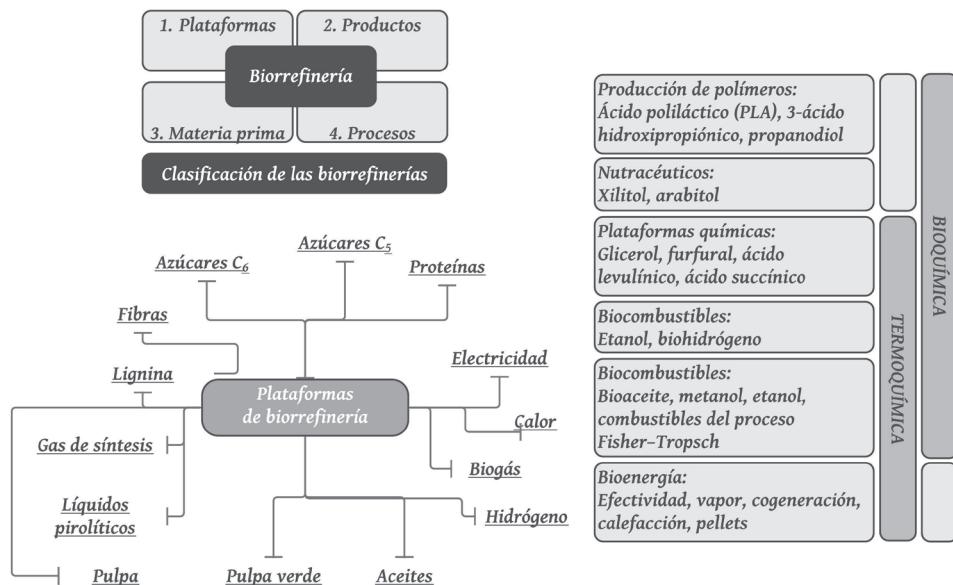 1. Plataformas
2. Productos
Biorrefinería
3. Materia prima
4. Procesos
Clasificación de las biorrefinerías
Azúcares C₆
Azúcares C₅
Proteínas
Fibras
Lignina
Electricidad
Plataformas
de biorrefinería
Gas de síntesis
Calor
Biogás
Líquidos
pirolíticos
Hidrógeno
Pulpa
Pulpa verde
Aceites
Producción de polímeros:
Ácido poliláctico (PLA), 3-ácido
hidroxipropiónico, propanodiol
Nutracéuticos:
Xilitol, arabitol
Plataformas químicas:
Glicerol, furfural, ácido
levulínico, ácido succínico
Biocombustibles:
Etanol, biohidrógeno
Biocombustibles:
Bioaceite, metanol, etanol,
combustibles del proceso
Fisher–Tropsch
Bioenergía:
Efectividad, vapor, cogeneración,
calefacción, pellets
TERMOQUÍMICA
BIOQUÍMICA